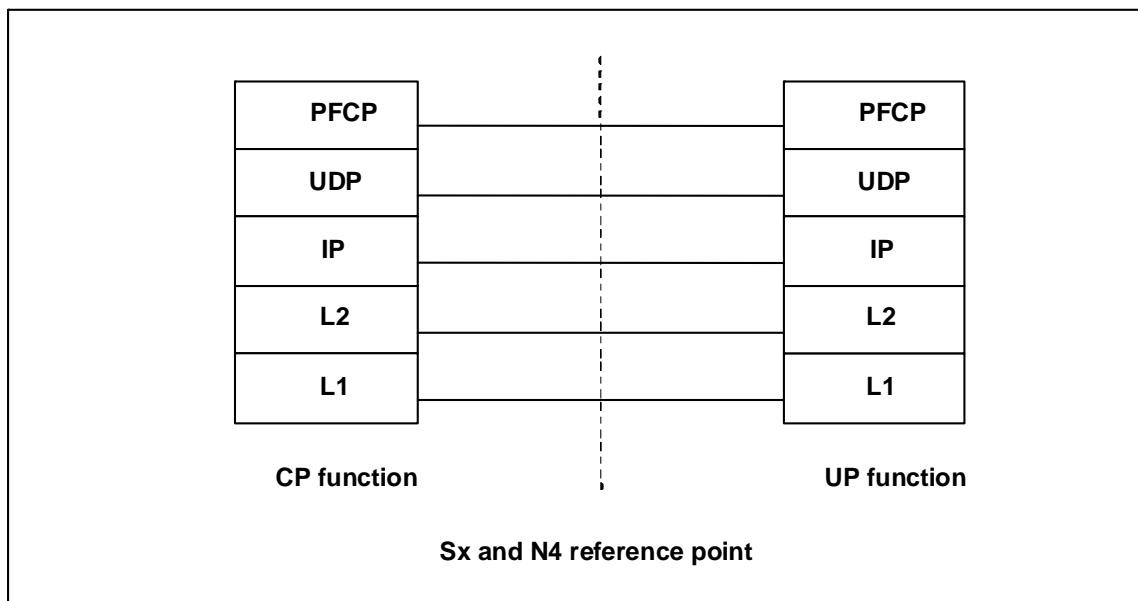 PFCP PFCP
UDP UDP
IP IP
L2 L2
L1 L1
CP function UP function
Sx and N4 reference point